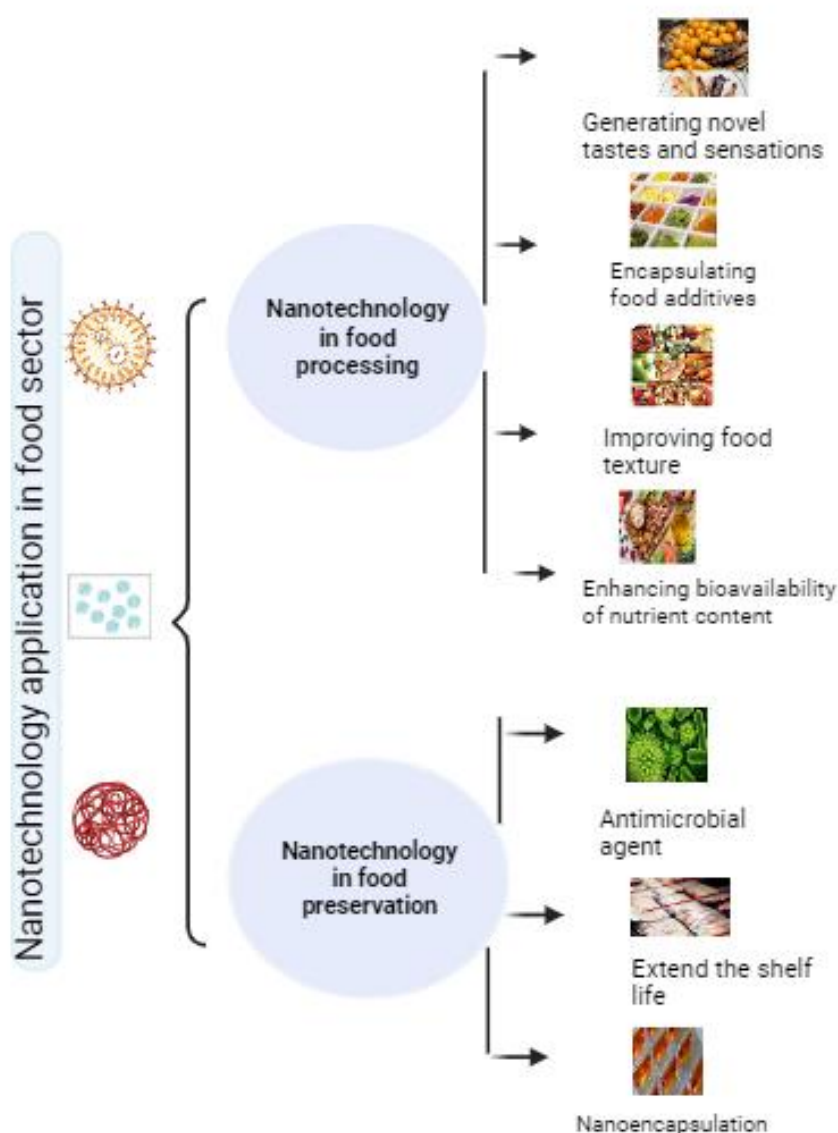 Nanotechnology application in food sector
Nanotechnology
in food
processing
Generating novel
tastes and sensations
Encapsulating
food additives
Improving food
texture
Enhancing bioavailability
of nutrient content
Nanotechnology
in food
preservation
Antimicrobial
agent
Extend the shelf
life
Nanoencapsulation